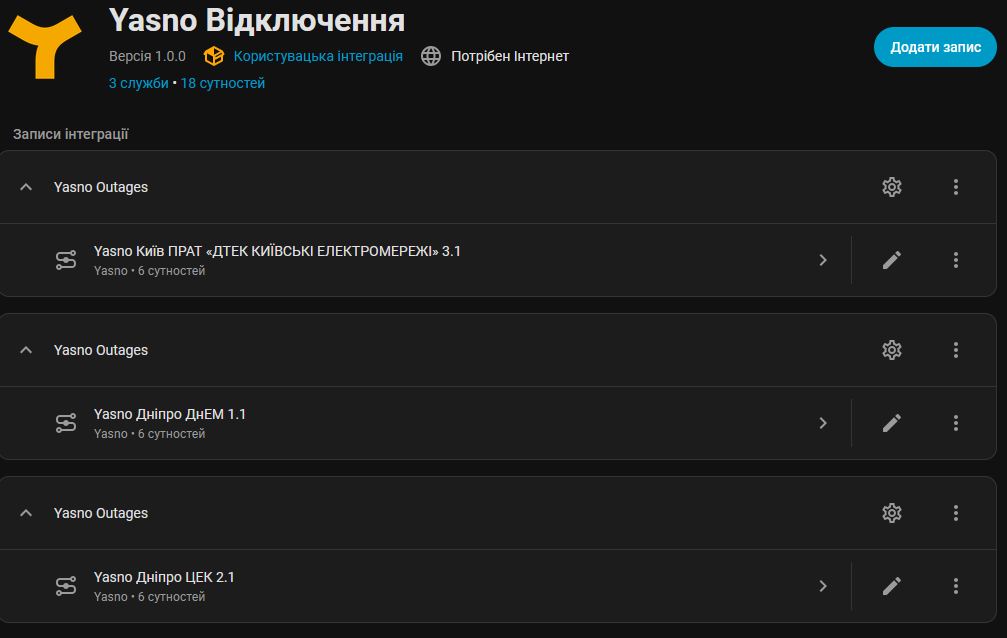 Yasno Відключення
Версія 1.0.0 Користувацька інтеграція Потрібен Інтернет
Додати запис
3 служби • 18 сутностей
Записи інтеграції
Yasno Outages
Yasno Київ ПРАТ «ДТЕК КИЇВСЬКІ ЕЛЕКТРОМЕРЕЖІ» 3.1
Yasno • 6 сутностей
Yasno Outages
Yasno Дніпро ДнЕМ 1.1
Yasno • 6 сутностей
Yasno Outages
Yasno Дніпро ЦЕК 2.1
Yasno • 6 сутностей